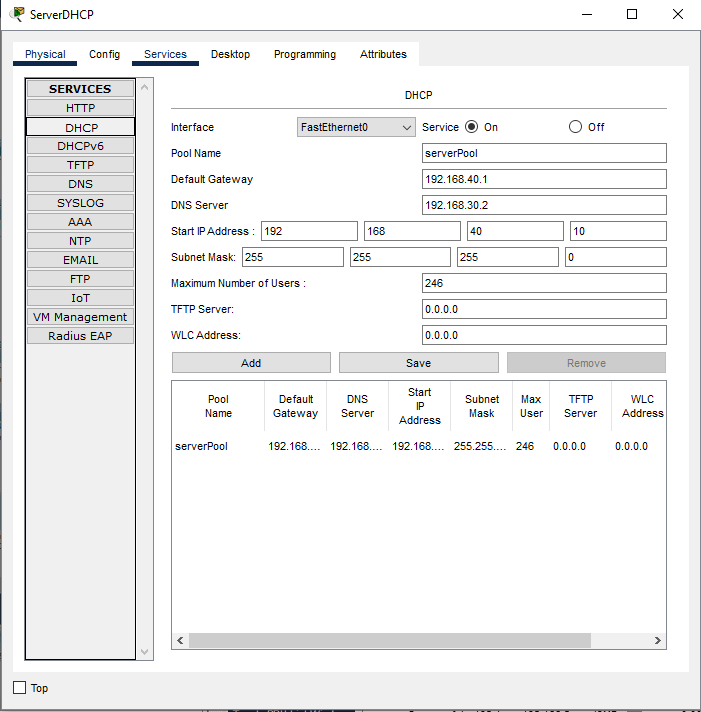 ServerDHCP
Physical Config Services Desktop Programming Attributes
SERVICES
HTTP
DHCP
DHCPv6
TFTP
DNS
SYSLOG
AAA
NTP
EMAIL
FTP
IoT
VM Management
Radius EAP
DHCP
Interface FastEthernet0 Service On Off
Pool Name serverPool
Default Gateway 192.168.40.1
DNS Server 192.168.30.2
Start IP Address : 192 168 40 10
Subnet Mask: 255 255 255 0
Maximum Number of Users : 246
TFTP Server: 0.0.0.0
WLC Address: 0.0.0.0
Add Save Remove
Pool Name Default Gateway DNS Server Start IP Address Subnet Mask Max User TFTP Server WLC Address
serverPool 192.168.... 192.168.... 192.168.... 255.255.... 246 0.0.0.0 0.0.0.0
Top